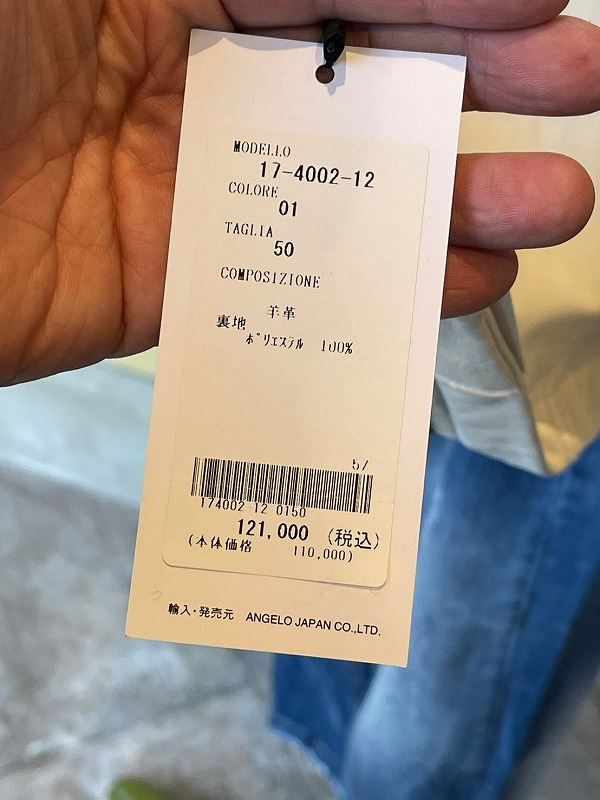 MODELLO
17-4002-12
COLORE
01
TAGLIA
50
COMPOSIZIONE
羊革
裏地
ポリエステル 100%
57
174002 12 0150
121,000 (税込)
(本体価格 110,000)
輸入・発売元 ANGELO JAPAN CO.,LTD.